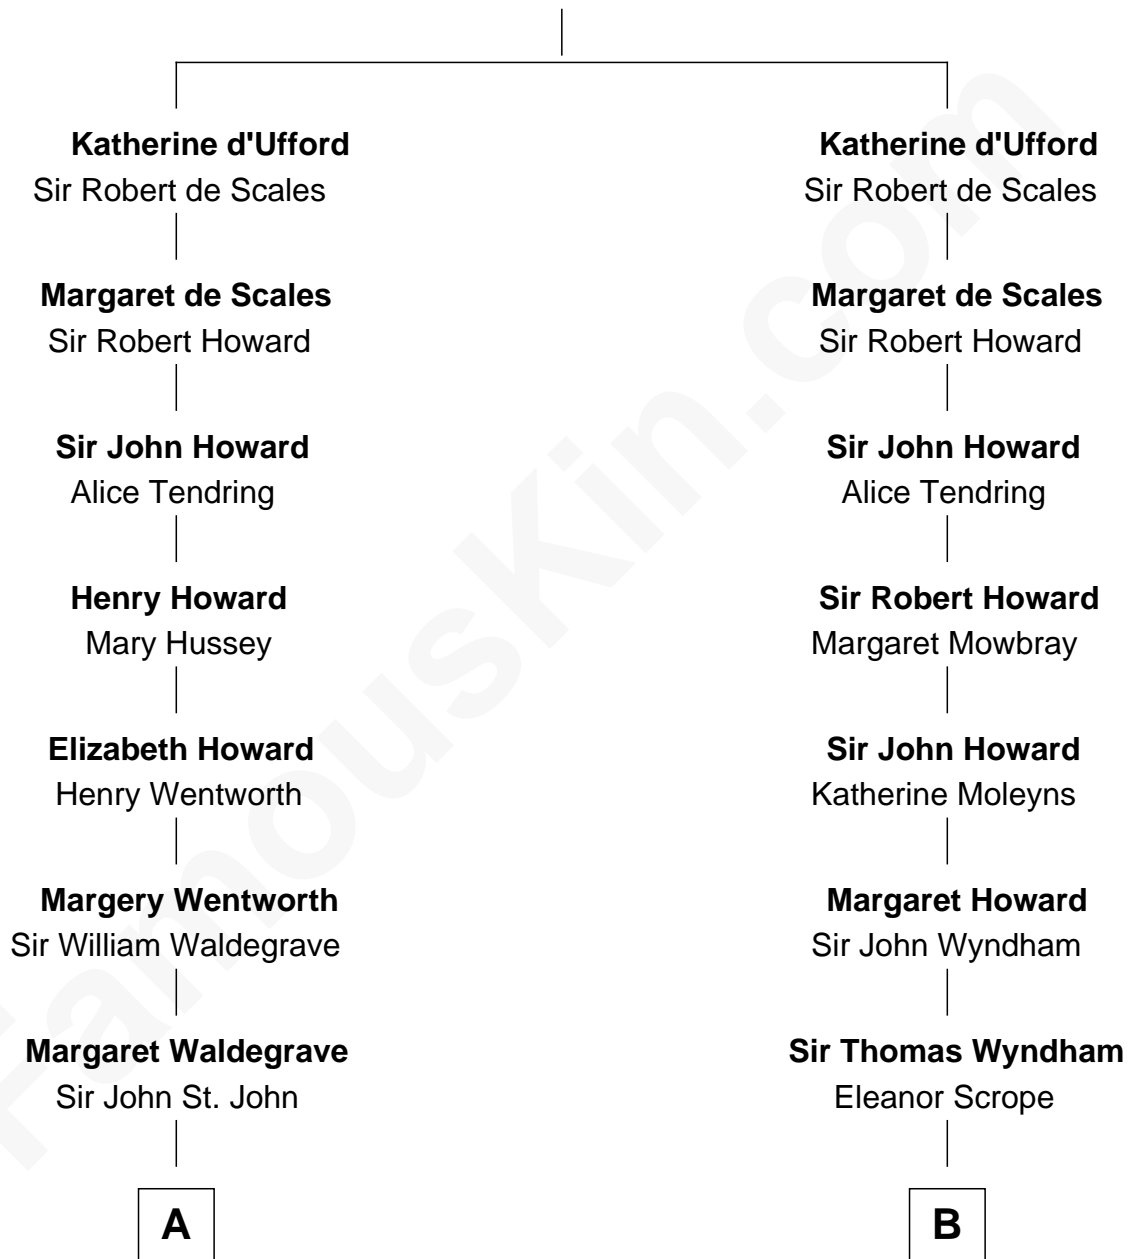 Katherine d'Ufford
Sir Robert de Scales
Margaret de Scales
Sir Robert Howard
Sir John Howard
Alice Tendring
Henry Howard
Mary Hussey
Elizabeth Howard
Henry Wentworth
Margery Wentworth
Sir William Waldegrave
Margaret Waldegrave
Sir John St. John
A
Katherine d'Ufford
Sir Robert de Scales
Margaret de Scales
Sir Robert Howard
Sir John Howard
Alice Tendring
Sir Robert Howard
Margaret Mowbray
Sir John Howard
Katherine Moleyns
Margaret Howard
Sir John Wyndham
Sir Thomas Wyndham
Eleanor Scrope
B
FamousKin.com